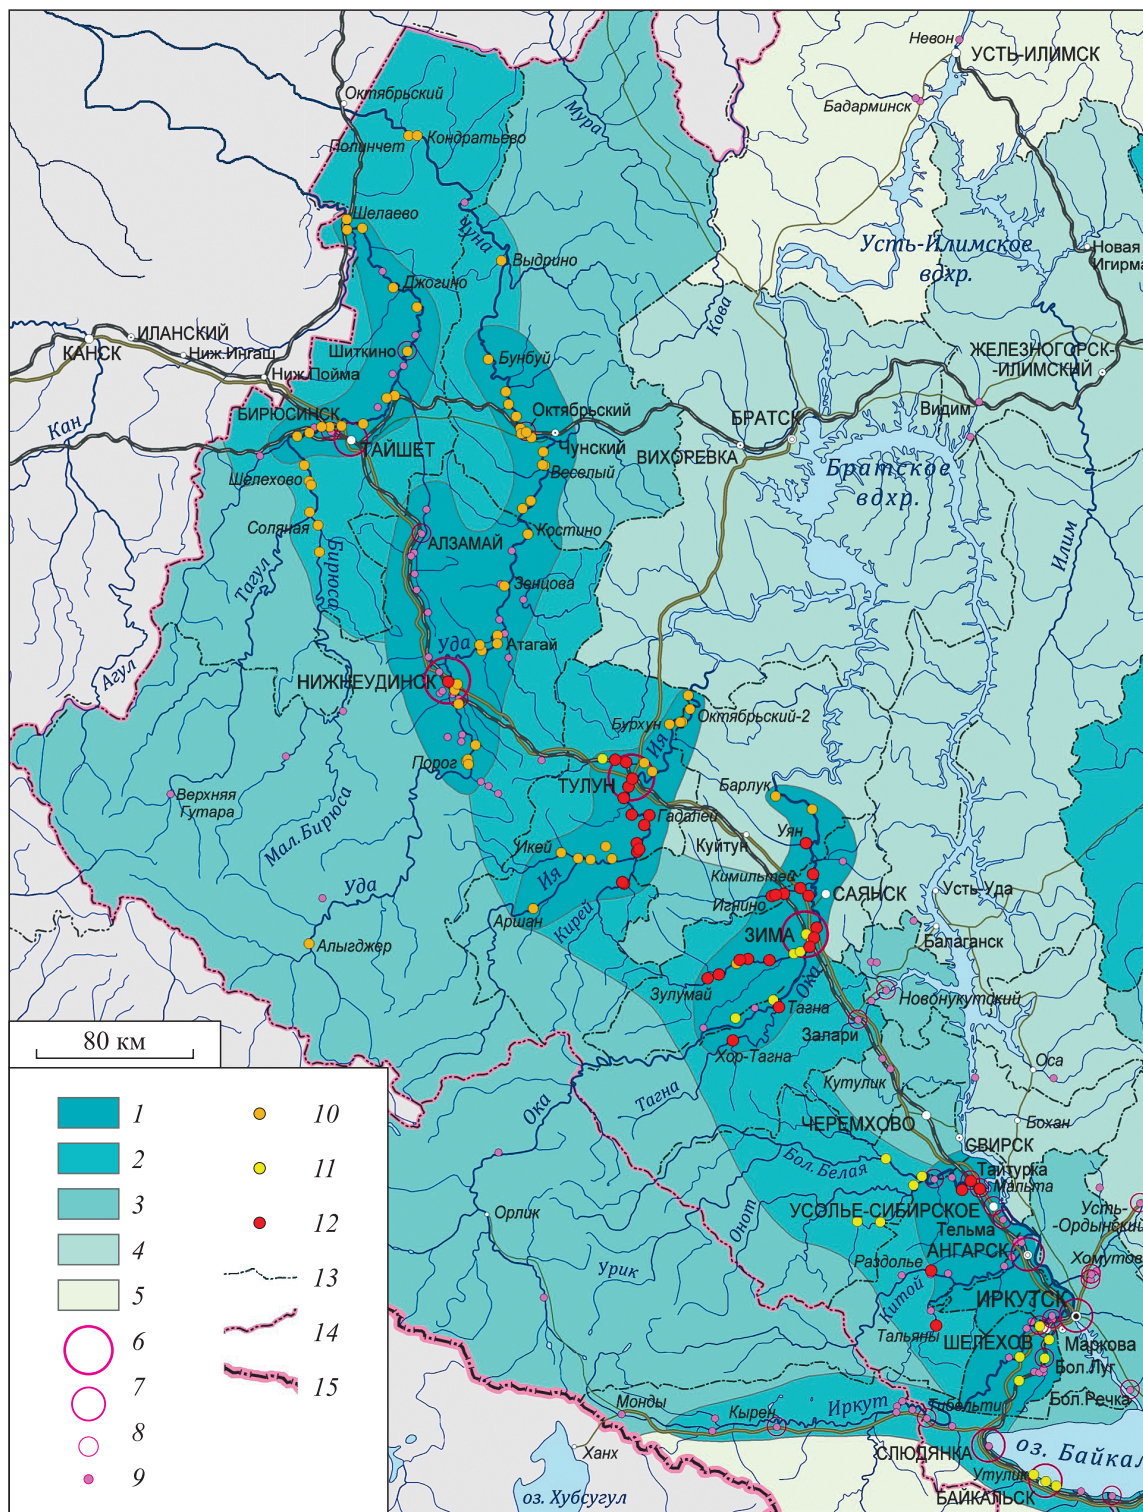 Невон
УСТЬ-ИЛИМСК
Октябрьский
Бадарминск
Мура
Кондратьево
Полинчет
Шелаево
Чуна
Усть-Илимское
вдхр.
Новая
Игирма
Выдрино
Джогино
Кова
ИЛАНСКИЙ
КАНСК
Ниж.Ингаш
Шиткино
Бунбуй
ЖЕЛЕЗНОГОРСК-
-ИЛИМСКИЙ
Ниж.Пойма
Кан
БИРЮСИНСК
Октябрьский
БРАТСК
Видим
ТАЙШЕТ
Чунский
ВИХОРЕВКА
Братское
вдхр.
Шелехово
Веселый
Соляная
АЛЗАМАЙ
Костино
Илим
Тагул
Бирюса
Зенцова
Агул
Уда
Атагай
НИЖНЕУДИНСК
Бурхун
Октябрьский-2
Ия
Порог
ТУЛУН
Барлук
Верхняя
Гутара
Мал.Бирюса
Гадалей
Уян
Куйтун
Икей
Ия
Кимильтей
Уда
Игнино
САЯНСК
Усть-Уда
Аршан
Кирей
ЗИМА
Балаганск
Алыгджер
Зулумай
Ока
Новонукутский
Тагна
Залари
80 км
Хор-Тагна
Оса
Кутулик
Тагна
Ока
1
2
3
4
5
6
7
8
9
10
11
12
13
14
15
ЧЕРЕМХОВО
Бохан
СВИРСК
Бол.Белая
Тайтурка
Мальта
Орлик
Онот
УСОЛЬЕ-СИБИРСКОЕ
Усть-
-Ордынский
Тельма
АНГАРСК
Хомутово
Урик
Раздолье
Китой
ИРКУТСК
Тальяны
ШЕЛЕХОВ
Маркова
Бол.Луг
Монды
Кырен
Иркут
Тибельти
Бол.Речка
Ханх
СЛЮДЯНКА
оз. Байкал
Утулик
БАЙКАЛЬСК
оз. Хубсугул